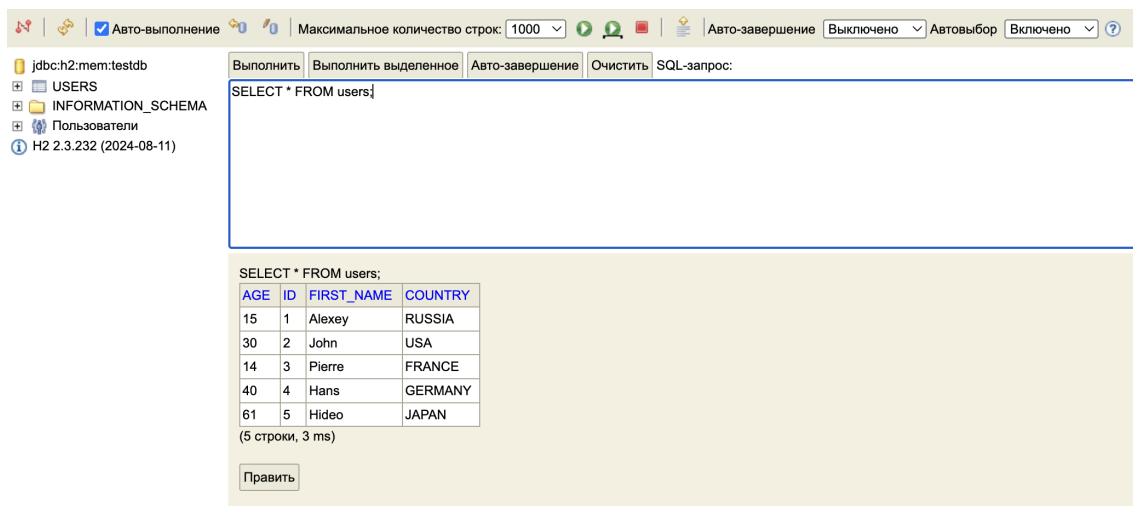 Авто-выполнение Максимальное количество строк: 1000 Авто-завершение Выключено Автовыбор Включено ?
jdbc:h2:mem:testdb
USERS
INFORMATION_SCHEMA
Пользователи
H2 2.3.232 (2024-08-11)
Выполнить Выполнить выделенное Авто-завершение Очистить SQL-запрос:
SELECT * FROM users;
SELECT * FROM users;
AGE ID FIRST_NAME COUNTRY
15 1 Alexey RUSSIA
30 2 John USA
14 3 Pierre FRANCE
40 4 Hans GERMANY
61 5 Hideo JAPAN
(5 строки, 3 ms)
Править